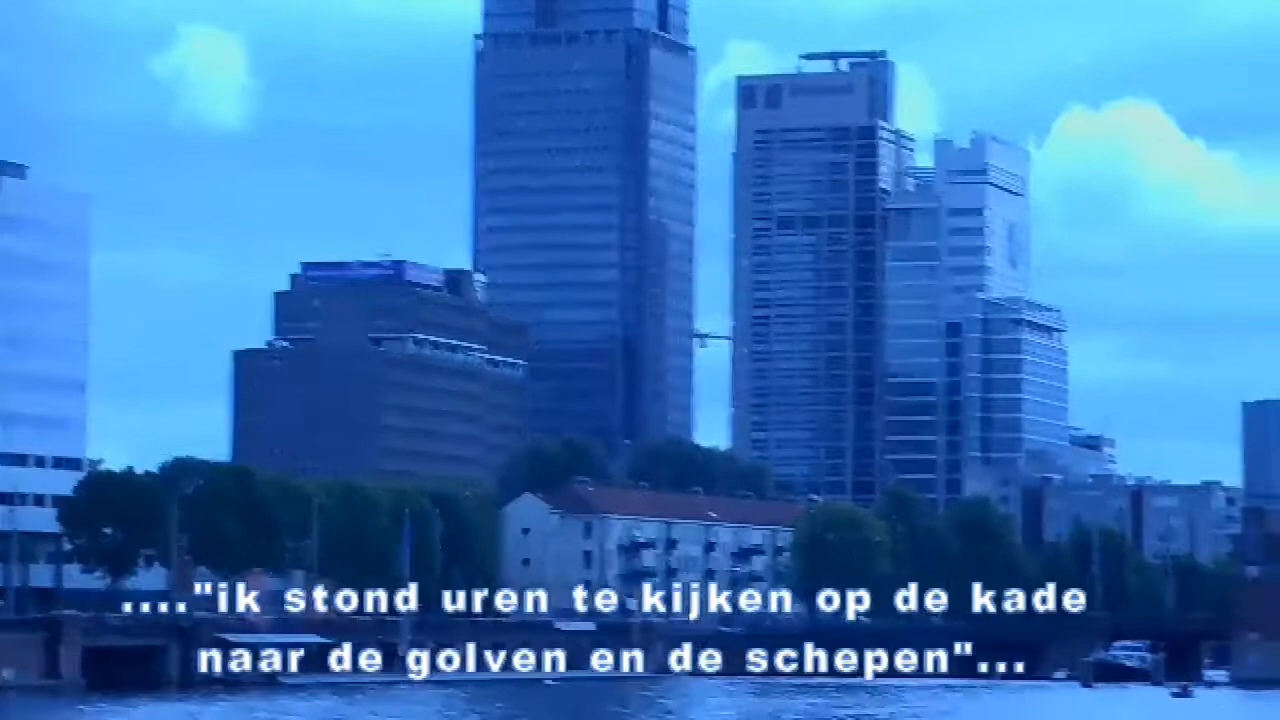 ...."ik stond uren te kijken op de kade
naar de golven en de schepen"...